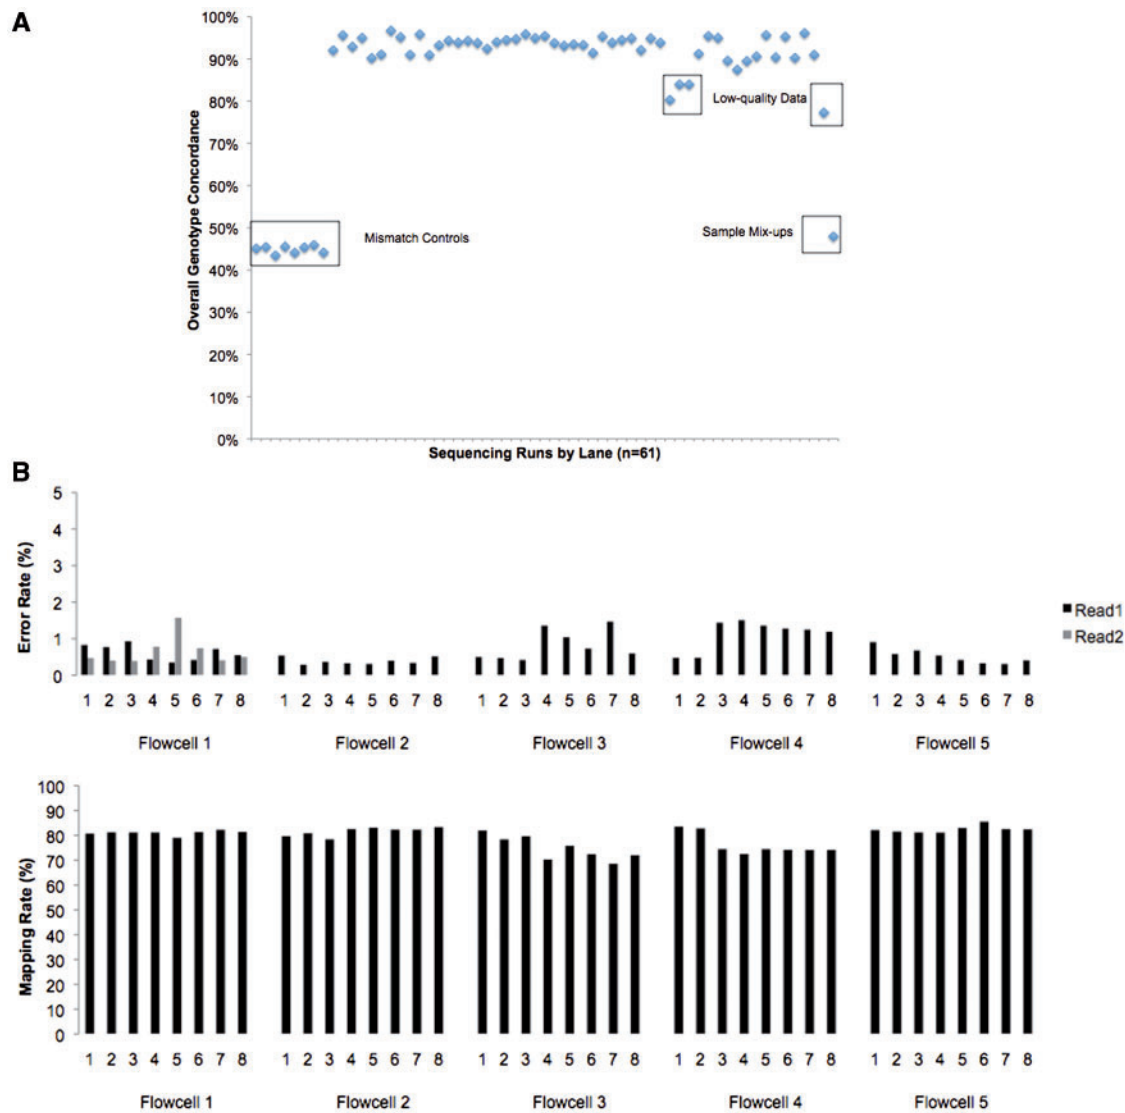 A
100%
90%
80%
70%
60%
50%
40%
30%
20%
10%
0%
Overall Genotype Concordance
Low-quality Data
Mismatch Controls
Sample Mix-ups
Sequencing Runs by Lane (n=61)
B
5
4
3
2
1
0
Error Rate (%)
Read1
Read2
1 2 3 4 5 6 7 8 1 2 3 4 5 6 7 8 1 2 3 4 5 6 7 8 1 2 3 4 5 6 7 8 1 2 3 4 5 6 7 8
Flowcell 1 Flowcell 2 Flowcell 3 Flowcell 4 Flowcell 5
100
90
80
70
60
50
40
30
20
10
0
Mapping Rate (%)
1 2 3 4 5 6 7 8 1 2 3 4 5 6 7 8 1 2 3 4 5 6 7 8 1 2 3 4 5 6 7 8 1 2 3 4 5 6 7 8
Flowcell 1 Flowcell 2 Flowcell 3 Flowcell 4 Flowcell 5